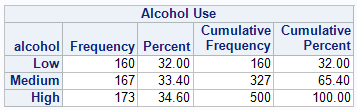 Alcohol Use
alcohol Frequency Percent Cumulative Frequency Cumulative Percent
Low 160 32.00 160 32.00
Medium 167 33.40 327 65.40
High 173 34.60 500 100.00